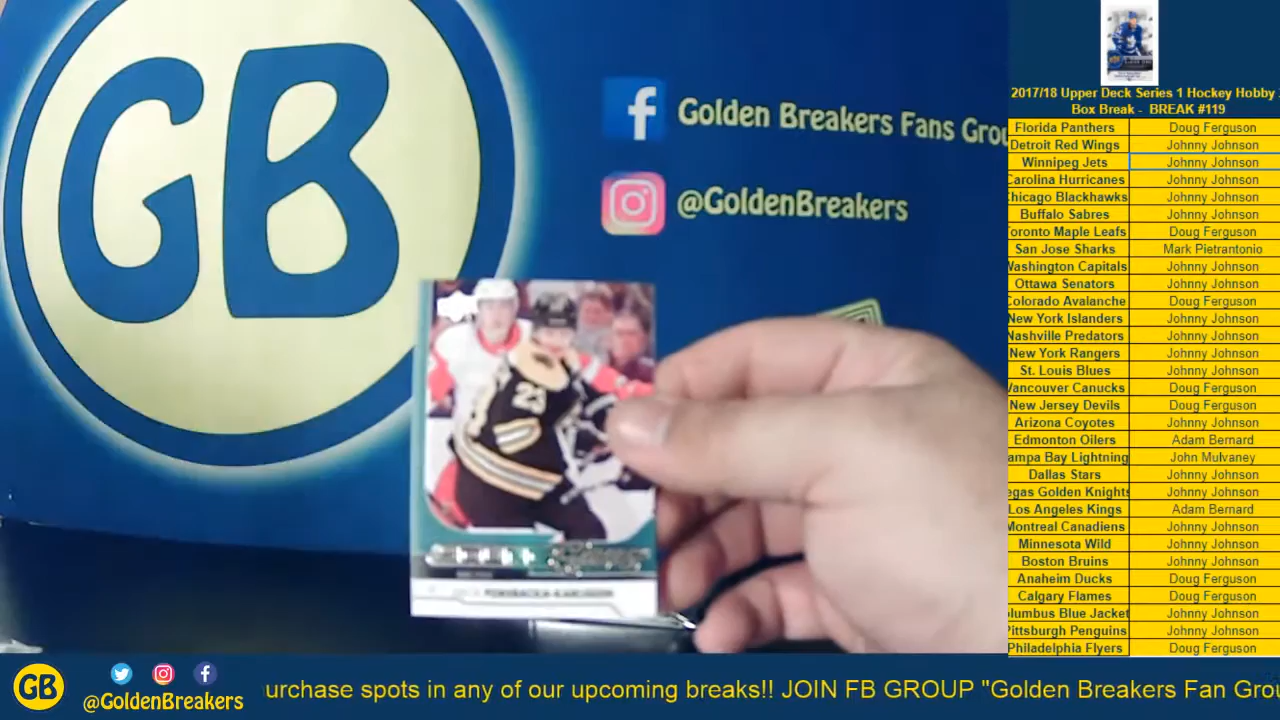 GB
Golden Breakers Fans Grou
@GoldenBreakers
23
2017/18 Upper Deck Series 1 Hockey Hobby
Box Break - BREAK #119
Florida Panthers Doug Ferguson
Detroit Red Wings Johnny Johnson
Winnipeg Jets Johnny Johnson
Carolina Hurricanes Johnny Johnson
Chicago Blackhawks Johnny Johnson
Buffalo Sabres Johnny Johnson
Toronto Maple Leafs Doug Ferguson
San Jose Sharks Mark Pietrantonio
Washington Capitals Johnny Johnson
Ottawa Senators Johnny Johnson
Colorado Avalanche Doug Ferguson
New York Islanders Johnny Johnson
Nashville Predators Johnny Johnson
New York Rangers Johnny Johnson
St. Louis Blues Johnny Johnson
Vancouver Canucks Doug Ferguson
New Jersey Devils Doug Ferguson
Arizona Coyotes Johnny Johnson
Edmonton Oilers Adam Bernard
ampa Bay Lightning John Mulvaney
Dallas Stars Johnny Johnson
egas Golden Knights Johnny Johnson
Los Angeles Kings Adam Bernard
Montreal Canadiens Johnny Johnson
Minnesota Wild Johnny Johnson
Boston Bruins Johnny Johnson
Anaheim Ducks Doug Ferguson
Calgary Flames Doug Ferguson
olumbus Blue Jacket Johnny Johnson
Pittsburgh Penguins Johnny Johnson
Philadelphia Flyers Doug Ferguson
GB
@GoldenBreakers
urchase spots in any of our upcoming breaks!! JOIN FB GROUP "Golden Breakers Fan Grou